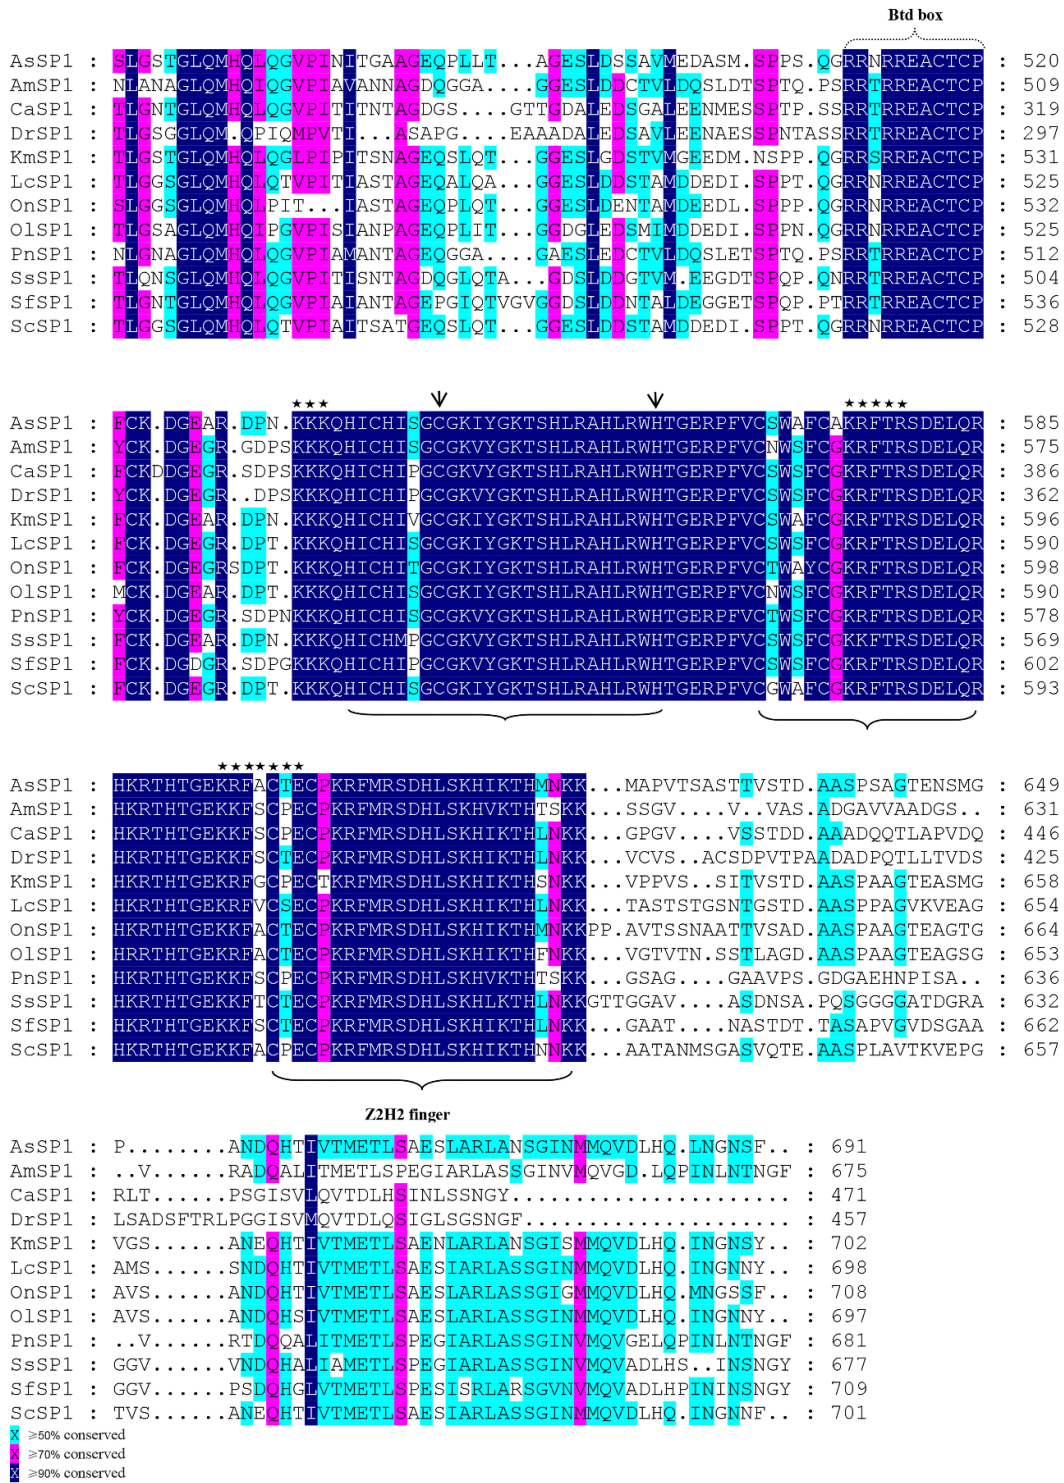 Btd box
AsSP1 : SLGSTGLQMHQLQGVPINITGAAGEQPLLT...AGESLDSSAVMEDASM.SPPS.QGRRNRREACTCP : 520
AmSP1 : NLANAGLQMHQIQGVPIAVANNAGDQGGA....GGESLDDCTVLDQSLDTSPTQ.PSRRTRREACTCP : 509
CaSP1 : TLGNTGLQMHQLQGVPITITNTAGDGS....GTTGDALEDSGALEENMESSPTP.SSRRTRREACTCP : 319
DrSP1 : TLGSGGLQM.QPIQMPVTI...ASAPG....EAAADALEDSAVLEENAESSPNTASSRRTRREACTCP : 297
KmSP1 : TLGSTGLQMHQLQGLPIPITSNAGEQSLQT...GGESLGDSTVMGEEDM.NSPP.QGRRSRREACTCP : 531
LcSP1 : TLGGSGLQMHQLQTVPITIASTAGEQALQA...GGESLDDSTAMDDEDI.SPPT.QGRRNRREACTCP : 525
OnSP1 : SLGGSGLQMHQLPIT...IASTAGEQPLQT...GGESLDENTAMDEEDL.SPPP.QGRRNRREACTCP : 532
OlSP1 : TLGSAGLQMHQIPGVPISIANPAGEQPLIT...GGDGLEDSMIMDDEDI.SPPN.QGRRTRREACTCP : 525
PnSP1 : NLGNAGLQMHQLQGVPIAMANTAGEQGGA....GAESLEDCTVLDQSLETSPTQ.PSRRTRREACTCP : 512
SsSP1 : TLQNSGLQMHQLQGVPITISNTAGDQGLQTA...GDSLDDGTVM.EEGDTSPQP.QNRRTRREACTCP : 504
SfSP1 : TLGNTGLQMHQLQGVPIAIANTAGEPGIQTVGVGGDSLDDNTALDEGGETSPQP.PTRRTRREACTCP : 536
ScSP1 : TLGGSGLQMHQLQTVPIAITSATGEQSLQT...GGESLDDSTAMDDEDI.SPPT.QGRRNRREACTCP : 528
★★★ ★★★★★
AsSP1 : FCK.DGEAR.DPN.KKKQHICHISGCGKIYGKTSHLRAHLRWHTGERPFVCSWAFCAKRFTRSDELQR : 585
AmSP1 : YCK.DGEGR.GDPSKKKQHICHISGCGKVYGKTSHLRAHLRWHTGERPFVCNWSFCGKRFTRSDELQR : 575
CaSP1 : FCKDDGEGR.SDPSKKKQHICHIPGCGKVYGKTSHLRAHLRWHTGERPFVCSWSFCGKRFTRSDELQR : 386
DrSP1 : YCK.DGEGR..DPSKKKQHICHIPGCGKVYGKTSHLRAHLRWHTGERPFVCSWSFCGKRFTRSDELQR : 362
KmSP1 : FCK.DGEAR.DPN.KKKQHICHIVGCGKIYGKTSHLRAHLRWHTGERPFVCSWAFCGKRFTRSDELQR : 596
LcSP1 : FCK.DGEGR.DPT.KKKQHICHISGCGKIYGKTSHLRAHLRWHTGERPFVCSWSFCGKRFTRSDELQR : 590
OnSP1 : FCK.DGEGRSDPT.KKKQHICHITGCGKIYGKTSHLRAHLRWHTGERPFVCTWAYCGKRFTRSDELQR : 598
OlSP1 : MCK.DGEAR.DPT.KKKQHICHISGCGKIYGKTSHLRAHLRWHTGERPFVCNWSFCGKRFTRSDELQR : 590
PnSP1 : YCK.DGEGR.SDPNKKKQHICHISGCGKVYGKTSHLRAHLRWHTGERPFVCTWSFCGKRFTRSDELQR : 578
SsSP1 : FCK.DGEAR.DPN.KKKQHICHMPGCGKVYGKTSHLRAHLRWHTGERPFVCSWSFCGKKFTRSDELQR : 569
SfSP1 : FCK.DGDGR.SDPGKKKQHICHIPGCGKVYGKTSHLRAHLRWHTGERPFVCSWSFCGKRFTRSDELQR : 602
ScSP1 : FCK.DGEGR.DPT.KKKQHICHISGCGKIYGKTSHLRAHLRWHTGERPFVCGWAFCGKRFTRSDELQR : 593
★★★★★★★
AsSP1 : HKRTHTGEKRFACTECPKRFMRSDHLSKHIKTHMNKK...MAPVTSASTTVSTD.AASPSAGTENSMG : 649
AmSP1 : HKRTHTGEKKFSCPECPKRFMRSDHLSKHVKTHTSKK...SSGV....V..VAS.ADGAVVAADGS.. : 631
CaSP1 : HKRTHTGEKKFSCPECPKRFMRSDHLSKHIKTHLNKK...GPGV....VSSTDD.AAADQQTLAPVDQ : 446
DrSP1 : HKRTHTGEKKFSCTECPKRFMRSDHLSKHIKTHLNKK...VCVS..ACSDPVTPAADADPQTLLTVDS : 425
KmSP1 : HKRTHTGEKRFGCPECTKRFMRSDHLSKHIKTHSNKK...VPPVS..SITVSTD.AASPAAGTEASMG : 658
LcSP1 : HKRTHTGEKRFVCSECPKRFMRSDHLSKHIKTHLNKK...TASTSTGSNTGSTD.AASPPAGVKVEAG : 654
OnSP1 : HKRTHTGEKRFACTECPKRFMRSDHLSKHIKTHMNKKPP.AVTSSNAATTVSAD.AASPAAGTEAGTG : 664
OlSP1 : HRRTHTGEKRFACTECPKRFMRSDHLSKHIKTHFNKK...VGTVTN.SSTLAGD.AASPAAGTEAGSG : 653
PnSP1 : HKRTHTGEKKFSCPECPKRFMRSDHLSKHVKTHTSKK...GSAG....GAAVPS.GDGAEHNPISA.. : 636
SsSP1 : HKRTHTGEKKFTCTECPKRFMRSDHLSKHLKTHLNKKGTTGGAV....ASDNSA.PQSGGGGATDGRA : 632
SfSP1 : HKRTHTGEKKFSCTECPKRFMRSDHLSKHIKTHLNKK...GAAT....NASTDT.TASAPVGVDSGAA : 662
ScSP1 : HKRTHTGEKKFACPECPKRFMRSDHLSKHIKTHNNKK...AATANMSGASVQTE.AASPLAVTKVEPG : 657
Z2H2 finger
AsSP1 : P........ANDQHTIVTMETLSAESLARLANSGINMMQVDLHQ.LNGNSF.. : 691
AmSP1 : ..V......RADQALITMETLSPEGIARLASSGINVMQVGD.LQPINLNTNGF : 675
CaSP1 : RLT......PSGISVLQVTDLHSINLSSNGY...................... : 471
DrSP1 : LSADSFTRLPGGISVMQVTDLQSIGLSGSNGF..................... : 457
KmSP1 : VGS......ANEQHTIVTMETLSAENLARLANSGISMMQVDLHQ.INGNSY.. : 702
LcSP1 : AMS......SNDQHTIVTMETLSAESIARLASSGINMMQVDLHQ.INGNNY.. : 698
OnSP1 : AVS......ANDQHTIVTMETLSAESIARLASSGIGMMQVDLHQ.MNGSSF.. : 708
OlSP1 : AVS......ANDQHSIVTMETLSAESIARLASSGINMMQVDLHQ.INGNNY.. : 697
PnSP1 : ..V......RTDQQALITMETLSPEGIARLASSGINVMQVGELQPINLNTNGF : 681
SsSP1 : GGV......VNDQHALIAMETLSPEGIARLASSGINVMQVADLHS..INSNGY : 677
SfSP1 : GGV......PSDQHGLVTMETLSPESISRLARSGVNVMQVADLHPININSNGY : 709
ScSP1 : TVS......ANEQHTIVTMETLSAESIARLASSGINMMQVDLHQ.INGNNF.. : 701
X ≥50% conserved
X ≥70% conserved
X ≥90% conserved